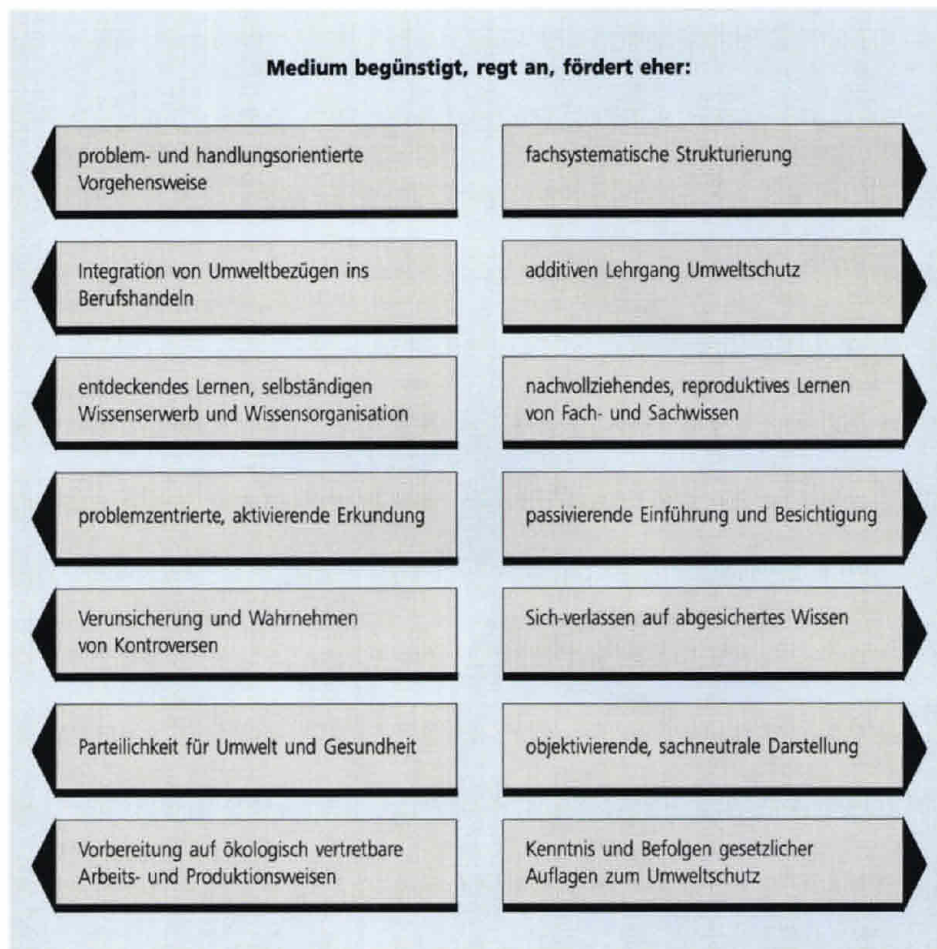 Medium begünstigt, regt an, fördert eher:
problem- und handlungsorientierte
Vorgehensweise
fachsystematische Strukturierung
Integration von Umweltbezügen ins
Berufshandeln
additiven Lehrgang Umweltschutz
entdeckendes Lernen, selbständigen
Wissenserwerb und Wissensorganisation
nachvollziehendes, reproduktives Lernen
von Fach- und Sachwissen
problemzentrierte, aktivierende Erkundung
passivierende Einführung und Besichtigung
Verunsicherung und Wahrnehmen
von Kontroversen
Sich-verlassen auf abgesichertes Wissen
Parteilichkeit für Umwelt und Gesundheit
objektivierende, sachneutrale Darstellung
Vorbereitung auf ökologisch vertretbare
Arbeits- und Produktionsweisen
Kenntnis und Befolgen gesetzlicher
Auflagen zum Umweltschutz